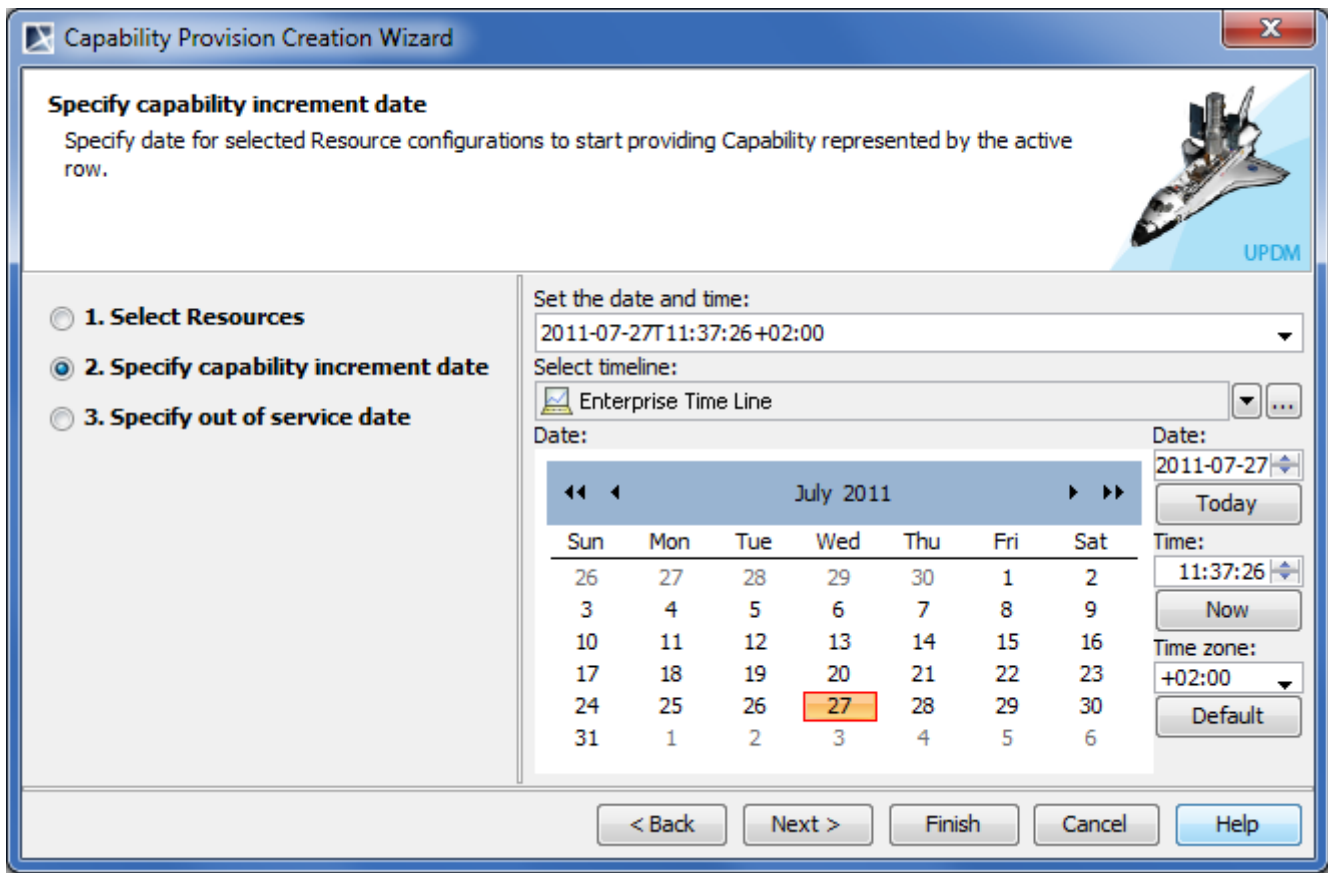 Capability Provision Creation Wizard
Specify capability increment date
Specify date for selected Resource configurations to start providing Capability represented by the active
row.
UPDM
1. Select Resources
2. Specify capability increment date
3. Specify out of service date
Set the date and time:
2011-07-27T11:37:26+02:00
Select timeline:
Enterprise Time Line
...
Date:
July 2011
Sun Mon Tue Wed Thu Fri Sat
26 27 28 29 30 1 2
3 4 5 6 7 8 9
10 11 12 13 14 15 16
17 18 19 20 21 22 23
24 25 26 27 28 29 30
31 1 2 3 4 5 6
Date:
2011-07-27
Today
Time:
11:37:26
Now
Time zone:
+02:00
Default
< Back Next > Finish Cancel Help